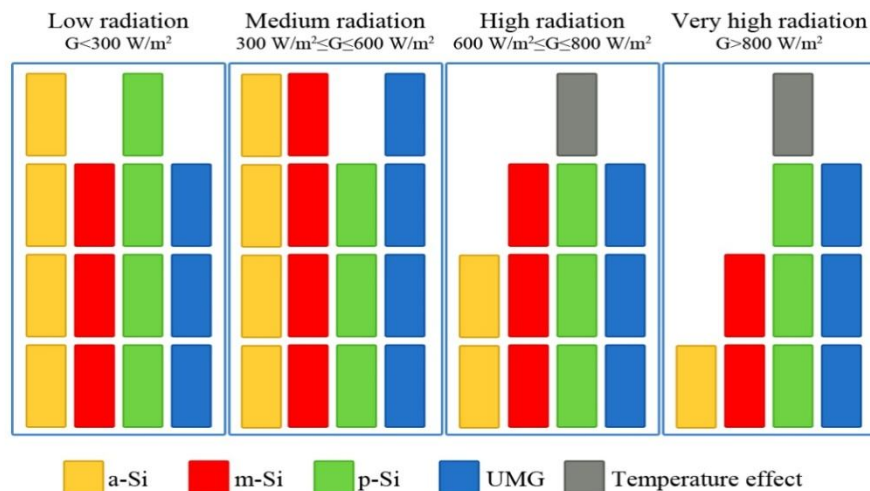 Low radiation
G<300 W/m²
Medium radiation
300 W/m²≤G≤600 W/m²
High radiation
600 W/m²≤G≤800 W/m²
Very high radiation
G>800 W/m²
a-Si
m-Si
p-Si
UMG
Temperature effect